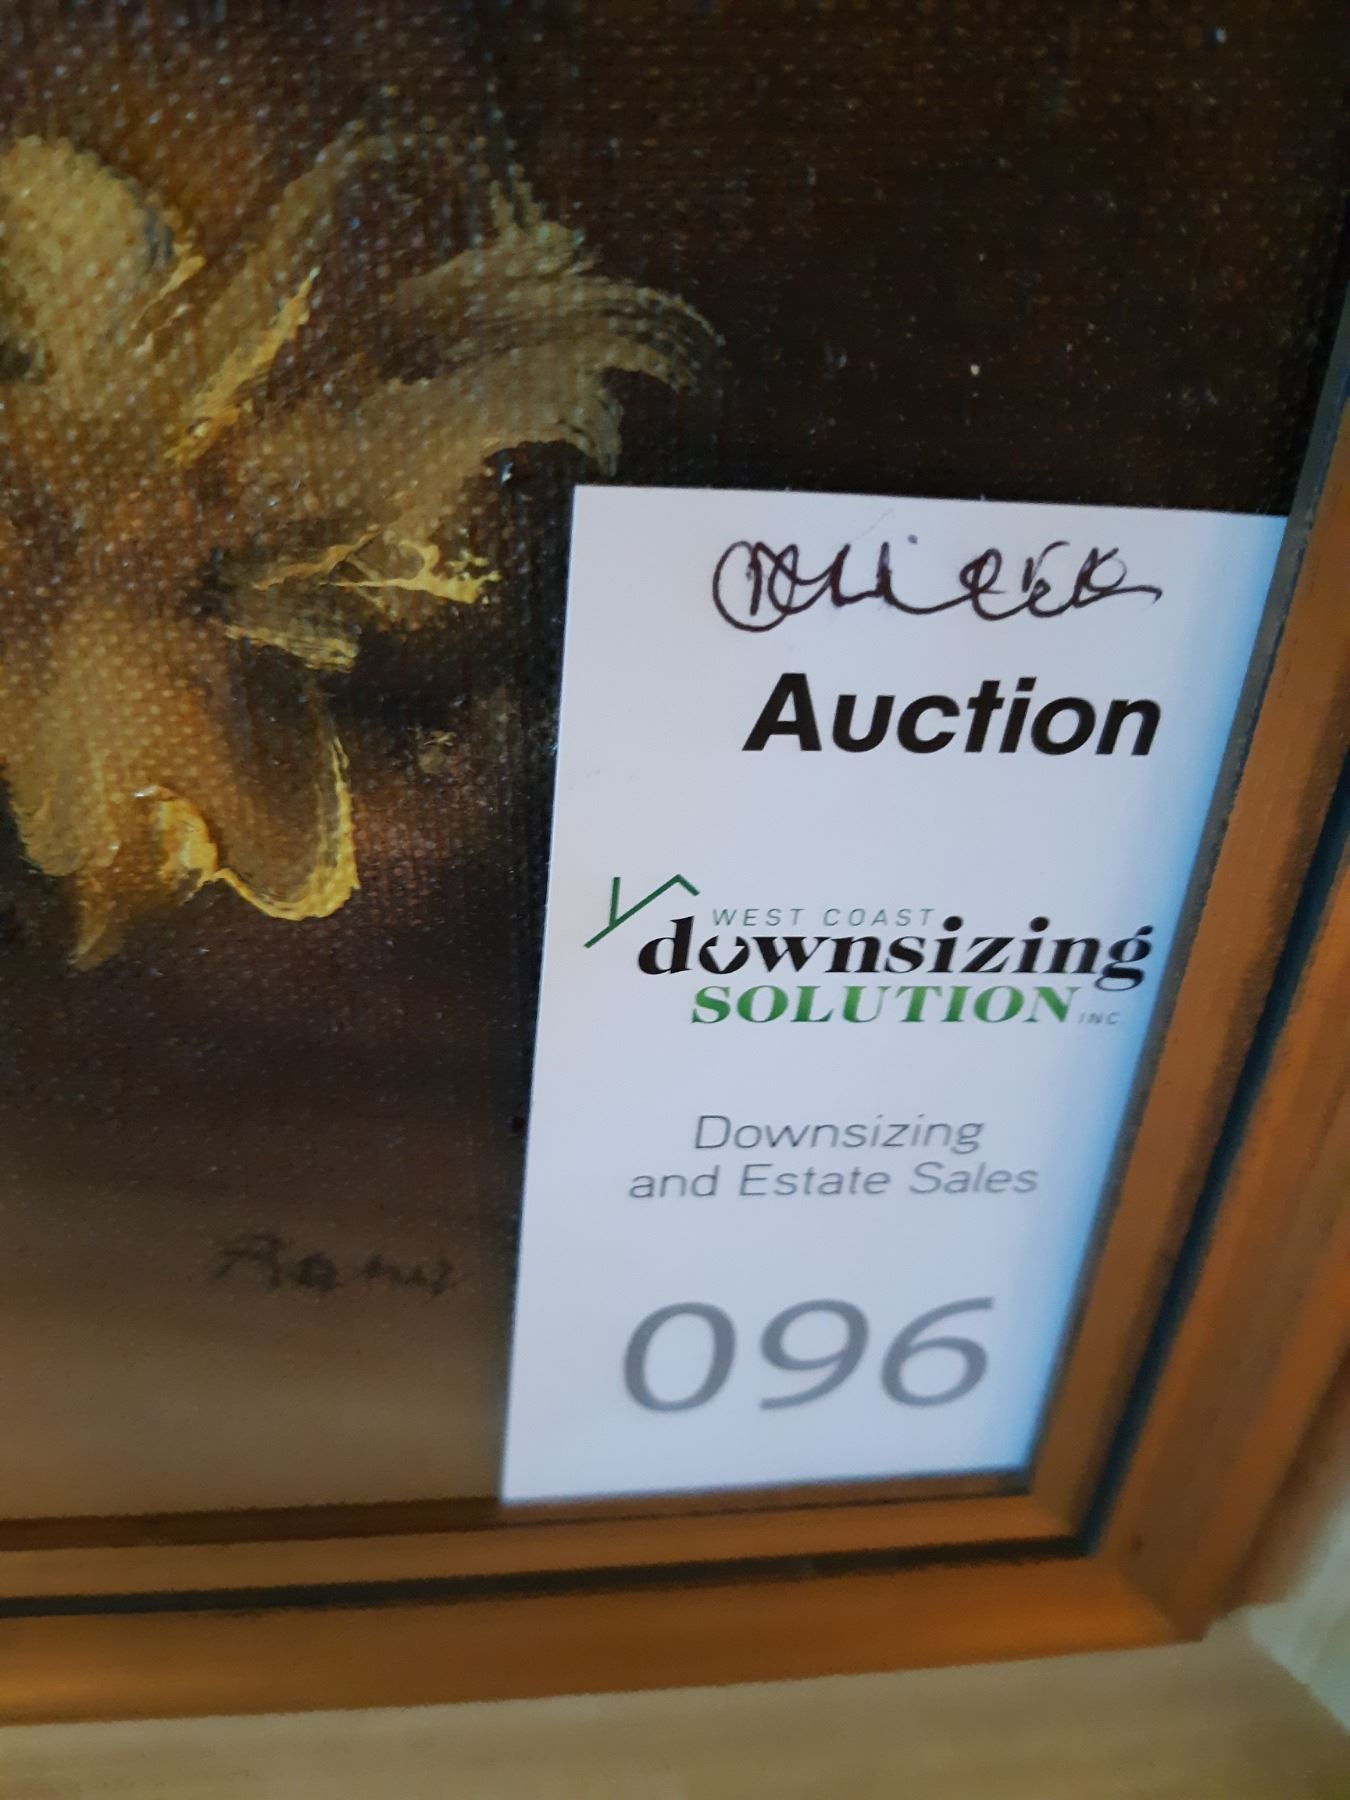 Auction
WEST COAST
downsizing
SOLUTION INC
Downsizing
and Estate Sales
096